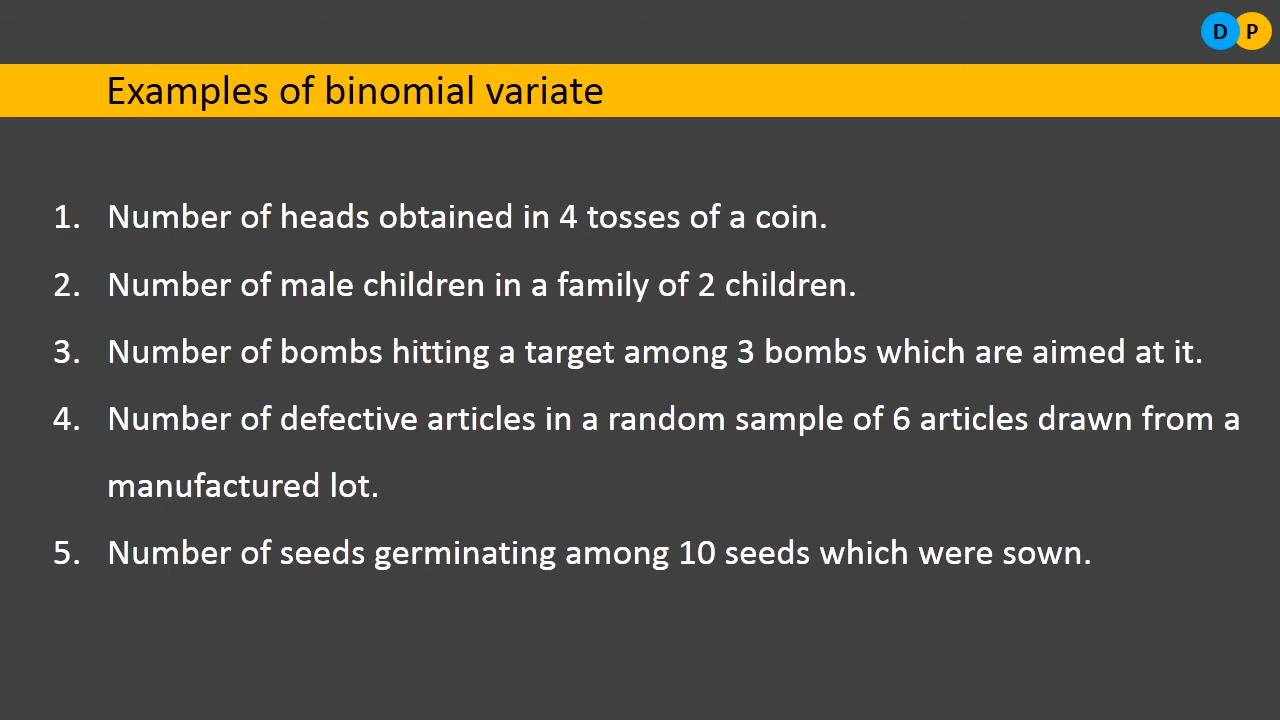 D P
Examples of binomial variate
1. Number of heads obtained in 4 tosses of a coin.
2. Number of male children in a family of 2 children.
3. Number of bombs hitting a target among 3 bombs which are aimed at it.
4. Number of defective articles in a random sample of 6 articles drawn from a
manufactured lot.
5. Number of seeds germinating among 10 seeds which were sown.